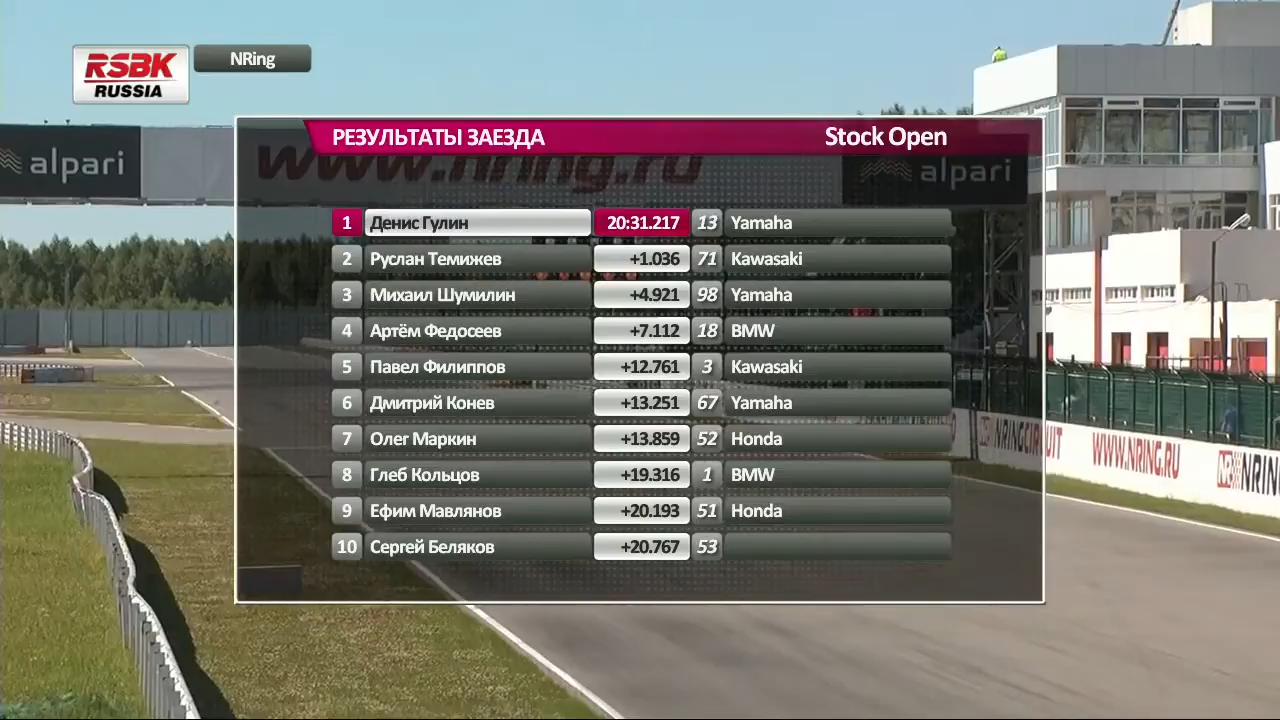 RSBK
RUSSIA
NRing
РЕЗУЛЬТАТЫ ЗАЕЗДА Stock Open
alpari
www.nring.ru
alpari
1 Денис Гулин 20:31.217 13 Yamaha
2 Руслан Темижев +1.036 71 Kawasaki
3 Михаил Шумилин +4.921 98 Yamaha
4 Артём Федосеев +7.112 18 BMW
5 Павел Филиппов +12.761 3 Kawasaki
6 Дмитрий Конев +13.251 67 Yamaha
7 Олег Маркин +13.859 52 Honda
8 Глеб Кольцов +19.316 1 BMW
9 Ефим Мавлянов +20.193 51 Honda
10 Сергей Беляков +20.767 53
NRINGCIRCUIT WWW.NRING.RU NRING